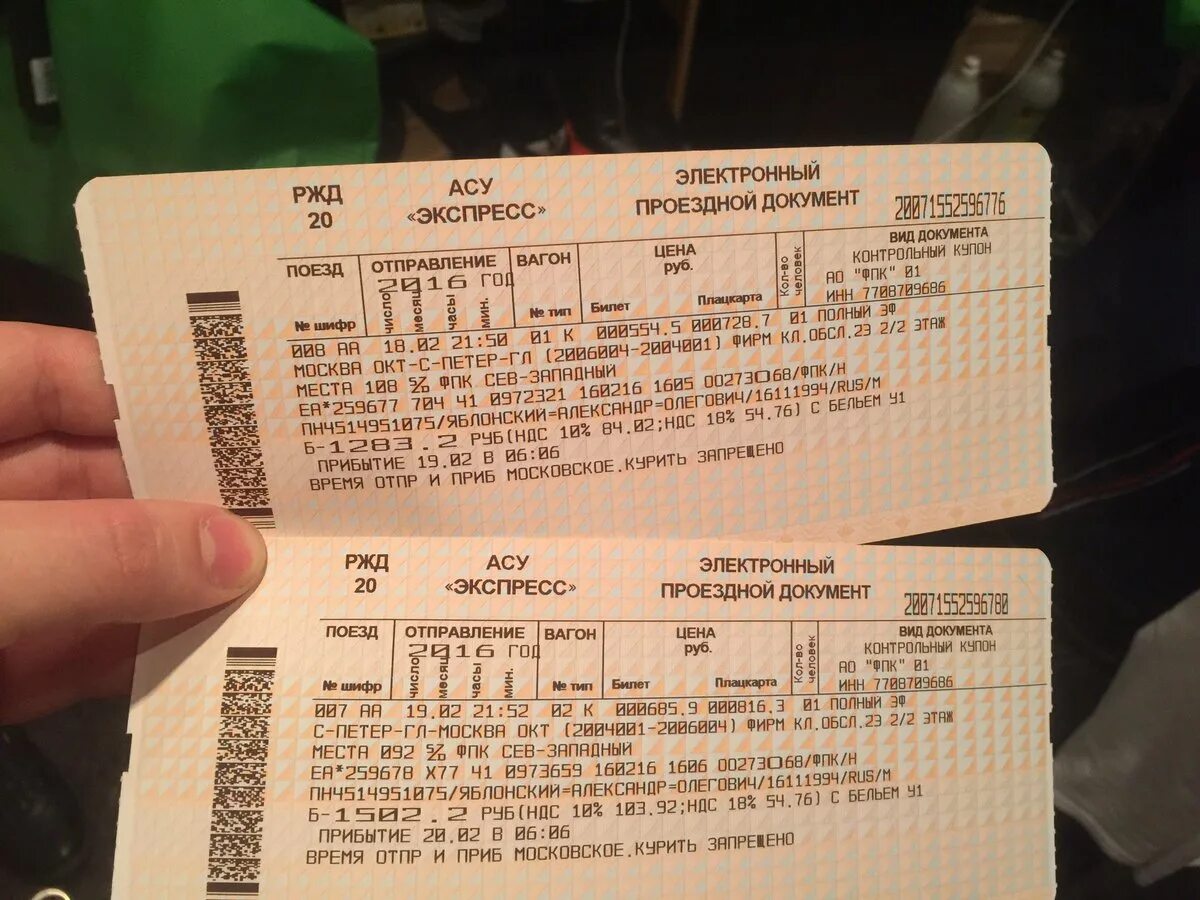 РЖД АСУ ЭЛЕКТРОННЫЙ
20 «ЭКСПРЕСС» ПРОЕЗДНОЙ ДОКУМЕНТ 20071552596776
ПОЕЗД ОТПРАВЛЕНИЕ ВАГОН ЦЕНА Кол-во человек ВИД ДОКУМЕНТА
2016 ГОД руб. КОНТРОЛЬНЫЙ КУПОН
число месяц часы мин. АО "ФПК" 01
№ шифр № тип Билет Плацкарта ИНН 7708709686
008 АА 18.02 21:50 01 К 000554.5 000728.7 01 ПОЛНЫЙ ЭФ
МОСКВА ОКТ-С-ПЕТЕР-ГЛ (2006004-2004001) ФИРМ КЛ.ОБСЛ.2Э 2/2 ЭТАЖ
МЕСТА 108 С/20 ФПК СЕВ-ЗАПАДНЫЙ
ЕА*259677 704 41 0972321 160216 1605 0027ЭО68/ФПК/Н
ПН4514951075/ЯБЛОНСКИЙ=АЛЕКСАНДР=ОЛЕГОВИЧ/16111994/RUS/М
Б-1283.2 РУБ(НДС 10% 84.02;НДС 18% 54.76) С БЕЛЬЕМ У1
ПРИБЫТИЕ 19.02 В 06:06
ВРЕМЯ ОТПР И ПРИБ МОСКОВСКОЕ.КУРИТЬ ЗАПРЕЩЕНО
РЖД АСУ ЭЛЕКТРОННЫЙ
20 «ЭКСПРЕСС» ПРОЕЗДНОЙ ДОКУМЕНТ 20071552596780
ПОЕЗД ОТПРАВЛЕНИЕ ВАГОН ЦЕНА Кол-во человек ВИД ДОКУМЕНТА
2016 ГОД руб. КОНТРОЛЬНЫЙ КУПОН
число месяц часы мин. АО "ФПК" 01
№ шифр № тип Билет Плацкарта ИНН 7708709686
007 АА 19.02 21:52 02 К 000685.9 000816.3 01 ПОЛНЫЙ ЭФ
С-ПЕТЕР-ГЛ-МОСКВА ОКТ (2004001-2006004) ФИРМ КЛ.ОБСЛ.2Э 2/2 ЭТАЖ
МЕСТА 092 С/20 ФПК СЕВ-ЗАПАДНЫЙ
ЕА*259678 Х77 41 0973659 160216 1606 0027ЭО68/ФПК/Н
ПН4514951075/ЯБЛОНСКИЙ=АЛЕКСАНДР=ОЛЕГОВИЧ/16111994/RUS/М
Б-1502.2 РУБ(НДС 10% 103.92;НДС 18% 54.76) С БЕЛЬЕМ У1
ПРИБЫТИЕ 20.02 В 06:06
ВРЕМЯ ОТПР И ПРИБ МОСКОВСКОЕ.КУРИТЬ ЗАПРЕЩЕНО